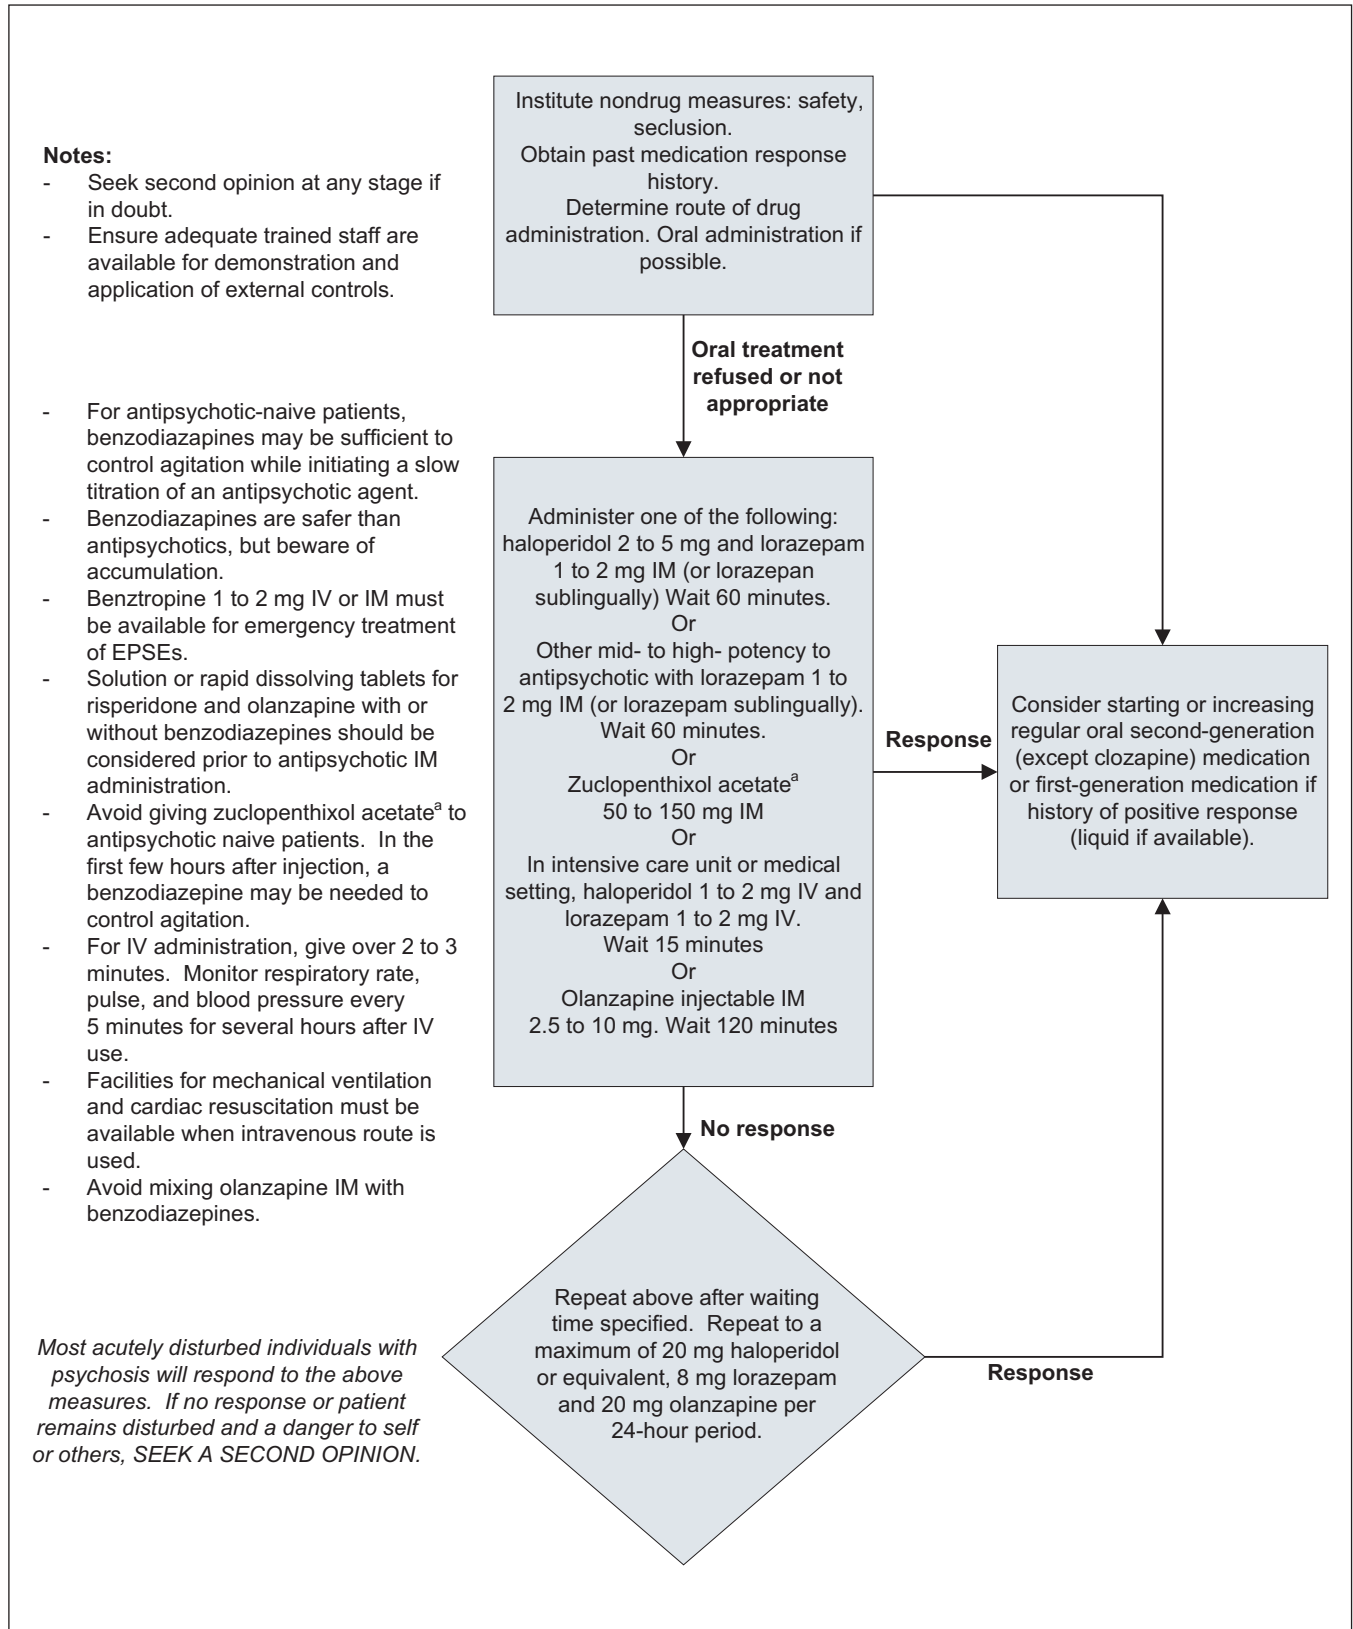 Institute nondrug measures: safety,
seclusion.
Obtain past medication response
history.
Determine route of drug
administration. Oral administration if
possible.
Notes:
- Seek second opinion at any stage if
in doubt.
- Ensure adequate trained staff are
available for demonstration and
application of external controls.
Oral treatment
refused or not
appropriate
- For antipsychotic-naive patients,
benzodiazapines may be sufficient to
control agitation while initiating a slow
titration of an antipsychotic agent.
- Benzodiazapines are safer than
antipsychotics, but beware of
accumulation.
- Benztropine 1 to 2 mg IV or IM must
be available for emergency treatment
of EPSEs.
- Solution or rapid dissolving tablets for
risperidone and olanzapine with or
without benzodiazepines should be
considered prior to antipsychotic IM
administration.
- Avoid giving zuclopenthixol acetateᵃ to
antipsychotic naive patients. In the
first few hours after injection, a
benzodiazepine may be needed to
control agitation.
- For IV administration, give over 2 to 3
minutes. Monitor respiratory rate,
pulse, and blood pressure every
5 minutes for several hours after IV
use.
- Facilities for mechanical ventilation
and cardiac resuscitation must be
available when intravenous route is
used.
- Avoid mixing olanzapine IM with
benzodiazepines.
Administer one of the following:
haloperidol 2 to 5 mg and lorazepam
1 to 2 mg IM (or lorazepan
sublingually) Wait 60 minutes.
Or
Other mid- to high- potency to
antipsychotic with lorazepam 1 to
2 mg IM (or lorazepam sublingually).
Wait 60 minutes.
Or
Zuclopenthixol acetateᵃ
50 to 150 mg IM
Or
In intensive care unit or medical
setting, haloperidol 1 to 2 mg IV and
lorazepam 1 to 2 mg IV.
Wait 15 minutes
Or
Olanzapine injectable IM
2.5 to 10 mg. Wait 120 minutes
Response
Consider starting or increasing
regular oral second-generation
(except clozapine) medication
or first-generation medication if
history of positive response
(liquid if available).
No response
Repeat above after waiting
time specified. Repeat to a
maximum of 20 mg haloperidol
or equivalent, 8 mg lorazepam
and 20 mg olanzapine per
24-hour period.
Response
Most acutely disturbed individuals with
psychosis will respond to the above
measures. If no response or patient
remains disturbed and a danger to self
or others, SEEK A SECOND OPINION.